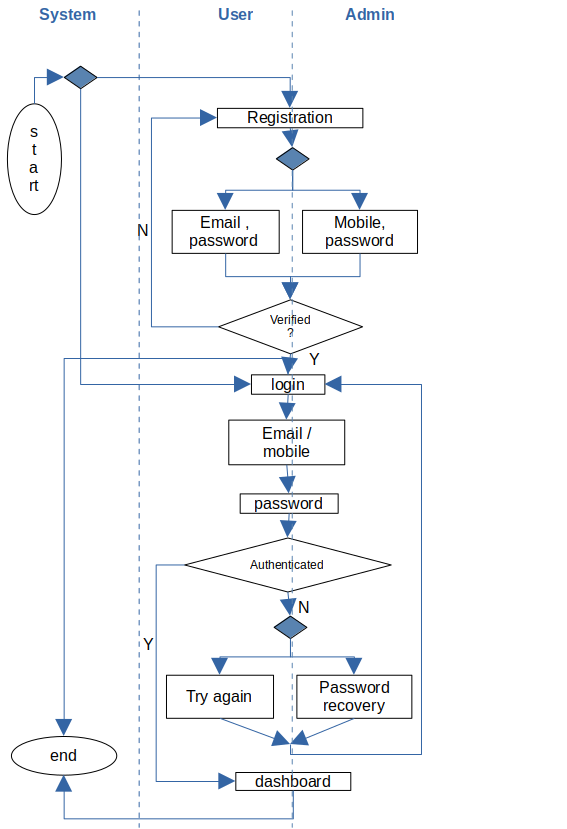 System
User
Admin
s
t
a
rt
Registration
Email ,
password
Mobile,
password
N
Verified
?
Y
login
Email /
mobile
password
Authenticated
N
Y
Try again
Password
recovery
end
dashboard